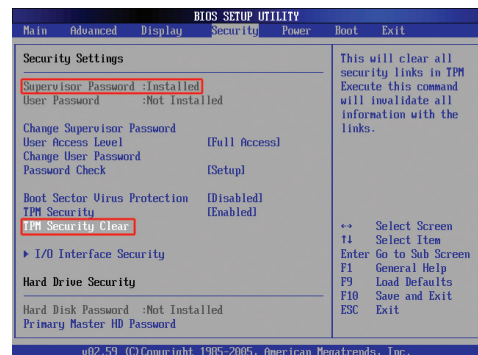 BIOS SETUP UTILITY
Main Advanced Display Security Power Boot Exit
Security Settings
Supervisor Password :Installed
User Password :Not Installed
Change Supervisor Password
User Access Level [Full Access]
Change User Password
Password Check [Setup]
Boot Sector Virus Protection [Disabled]
TPM Security [Enabled]
TPM Security Clear
▶ I/O Interface Security
Hard Drive Security
Hard Disk Password :Not Installed
Primary Master HD Password
This will clear all
security links in TPM
Execute this command
will invalidate all
information with the
links.
↔ Select Screen
↑↓ Select Item
Enter Go to Sub Screen
F1 General Help
F9 Load Defaults
F10 Save and Exit
ESC Exit
v02.59 (C)Copyright 1985-2005, American Megatrends, Inc.